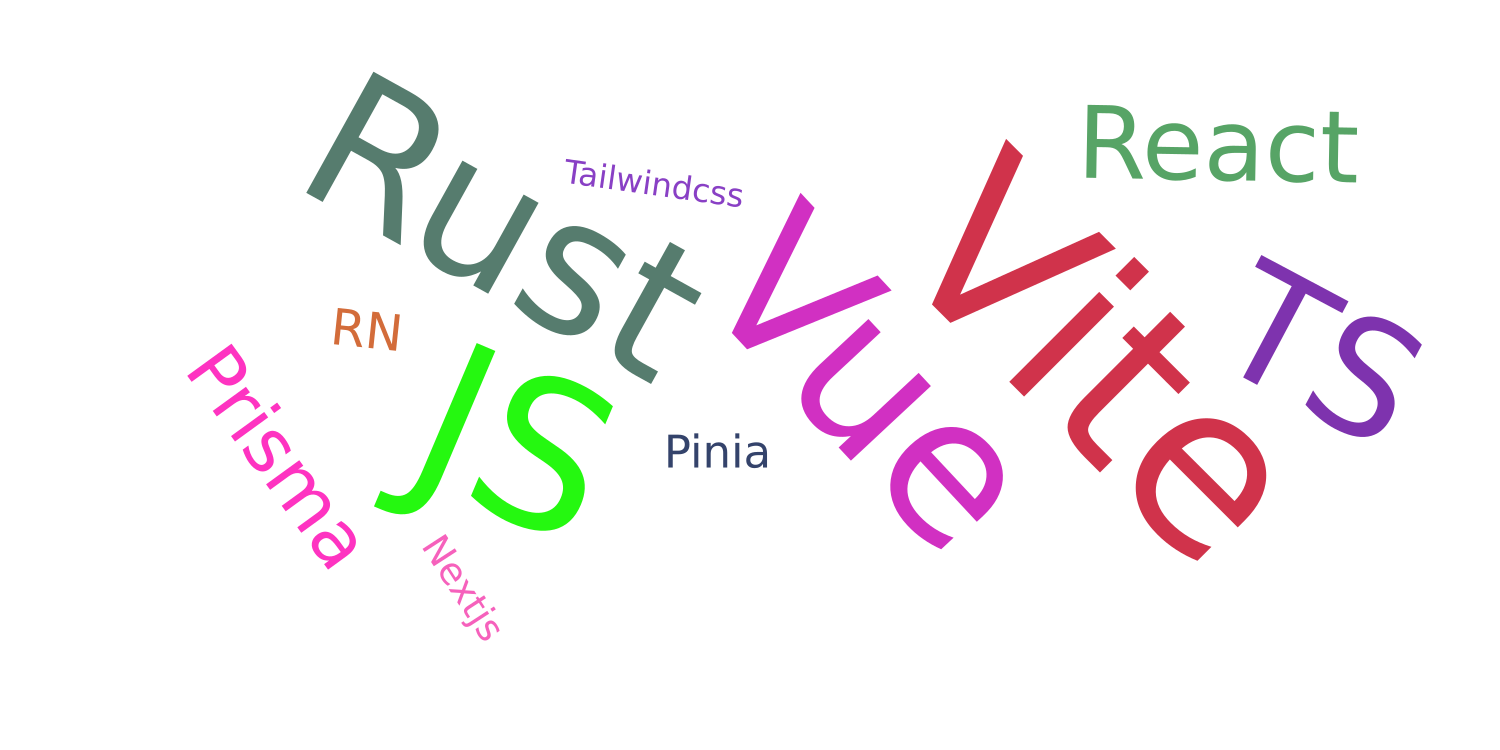 Rust
Tailwindcss
React
Vue
Vite
TS
RN
Prisma
JS
Pinia
Nextjs